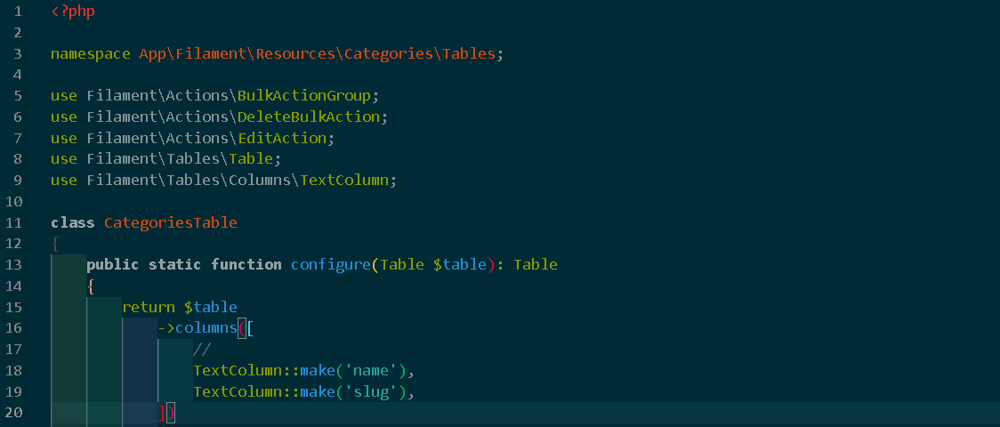 1 <?php
2
3 namespace App\Filament\Resources\Categories\Tables;
4
5 use Filament\Actions\BulkActionGroup;
6 use Filament\Actions\DeleteBulkAction;
7 use Filament\Actions\EditAction;
8 use Filament\Tables\Table;
9 use Filament\Tables\Columns\TextColumn;
10
11 class CategoriesTable
12 {
13     public static function configure(Table $table): Table
14     {
15         return $table
16             ->columns([
17                 //
18                 TextColumn::make('name'),
19                 TextColumn::make('slug'),
20             ])